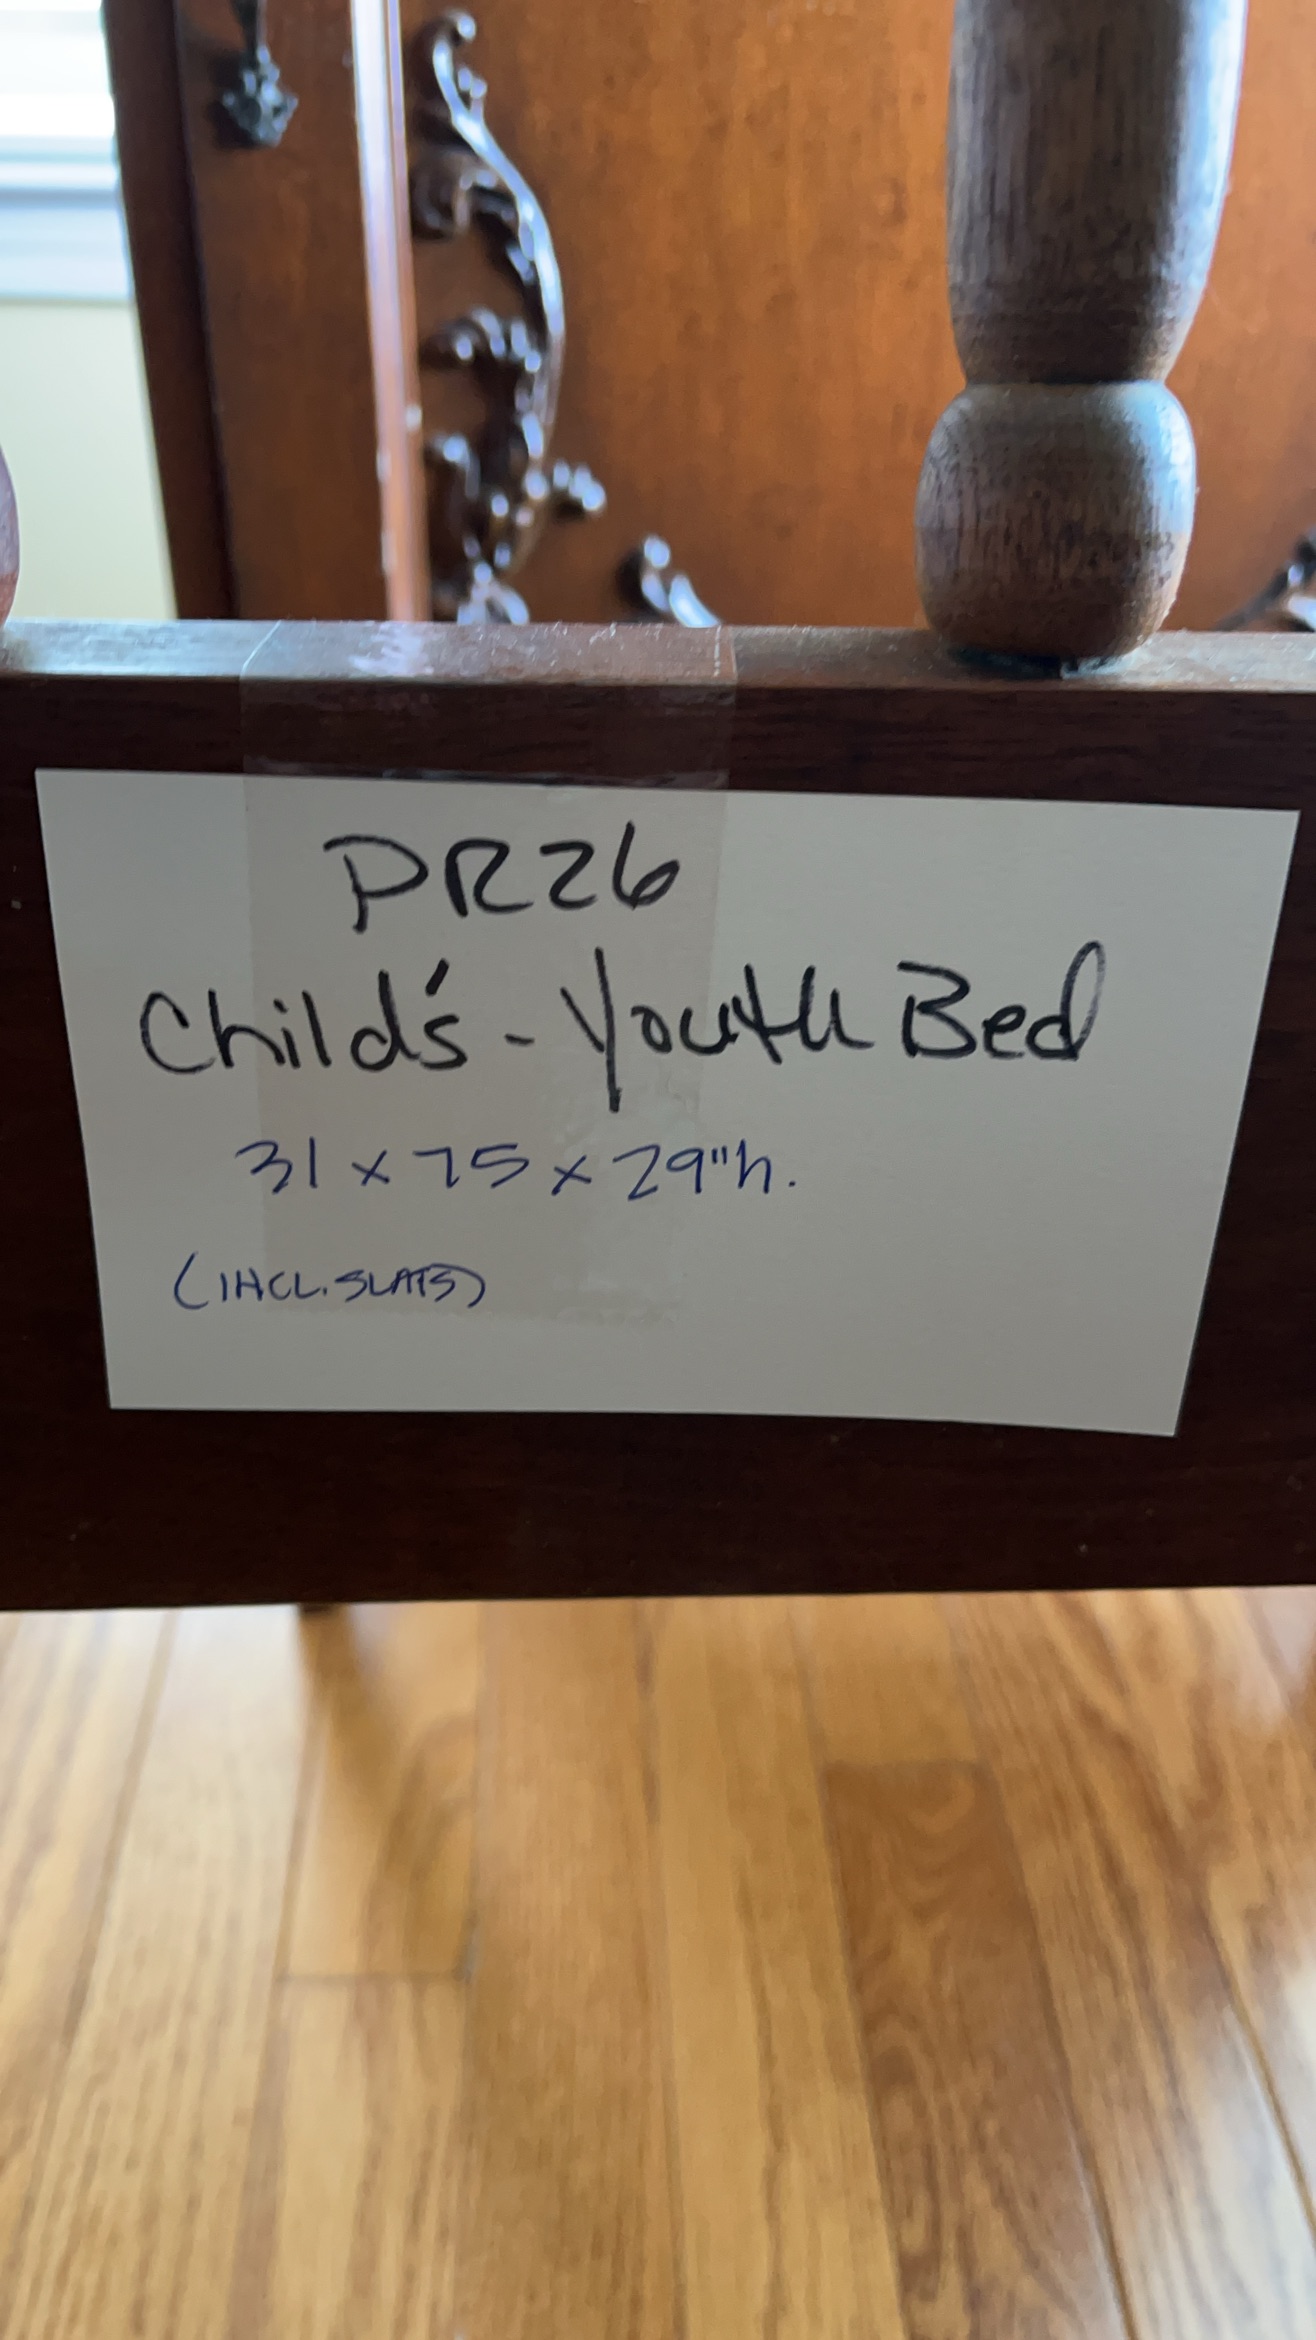 PR26
Child's - Youth Bed
31 x 75 x 29"h.
(INCL. SLATS)